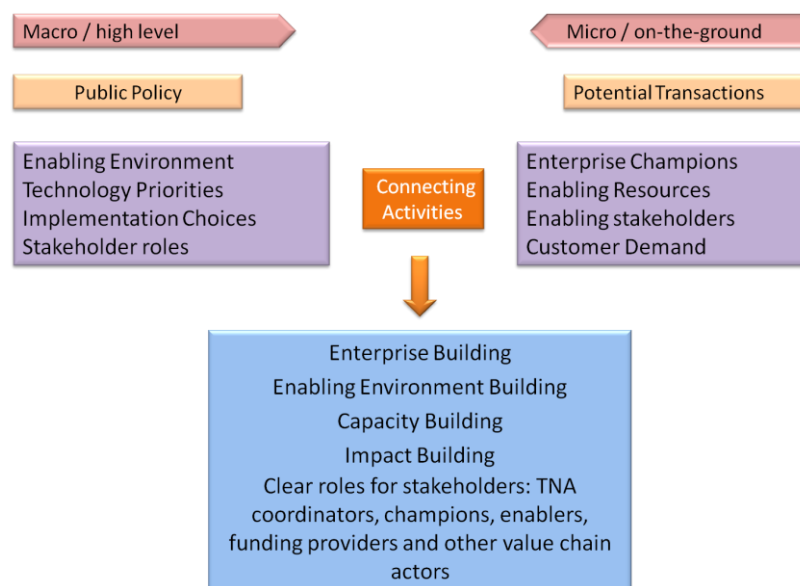 Macro / high level
Micro / on-the-ground
Public Policy
Potential Transactions
Enabling Environment
Technology Priorities
Implementation Choices
Stakeholder roles
Connecting
Activities
Enterprise Champions
Enabling Resources
Enabling stakeholders
Customer Demand
Enterprise Building
Enabling Environment Building
Capacity Building
Impact Building
Clear roles for stakeholders: TNA
coordinators, champions, enablers,
funding providers and other value chain
actors